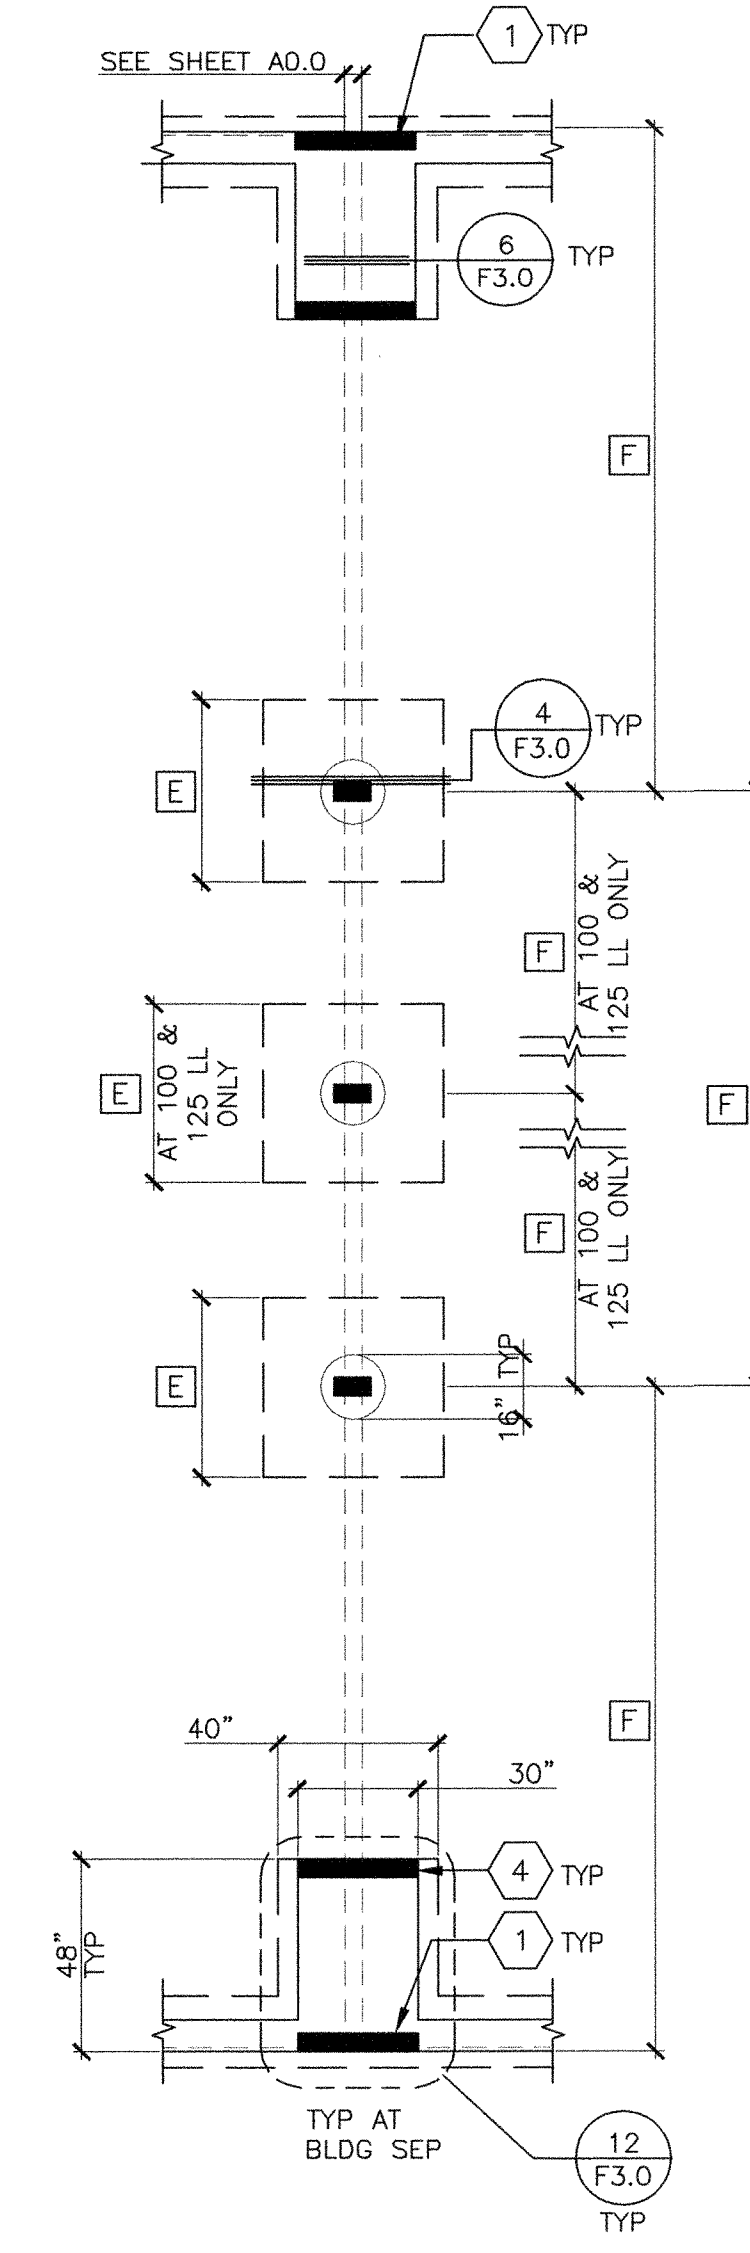 1 TYP
SEE SHEET A0.0
6
F3.0
TYP
F
4
F3.0
TYP
E
F
AT 100 &
125 LL ONLY
E
AT 100 &
125 LL
ONLY
F
F
AT 100 &
125 LL ONLY
E
16" TYP
F
40"
30"
4 TYP
48"
TYP
1 TYP
TYP AT
BLDG SEP
12
F3.0
TYP